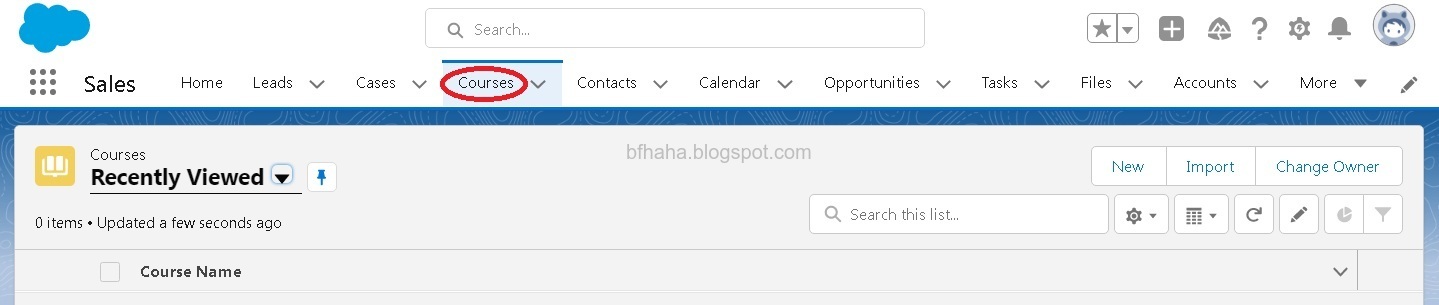 Search...
Sales Home Leads Cases Courses Contacts Calendar Opportunities Tasks Files Accounts More
Courses
Recently Viewed
bfhaha.blogspot.com
New Import Change Owner
0 items • Updated a few seconds ago
Search this list...
Course Name